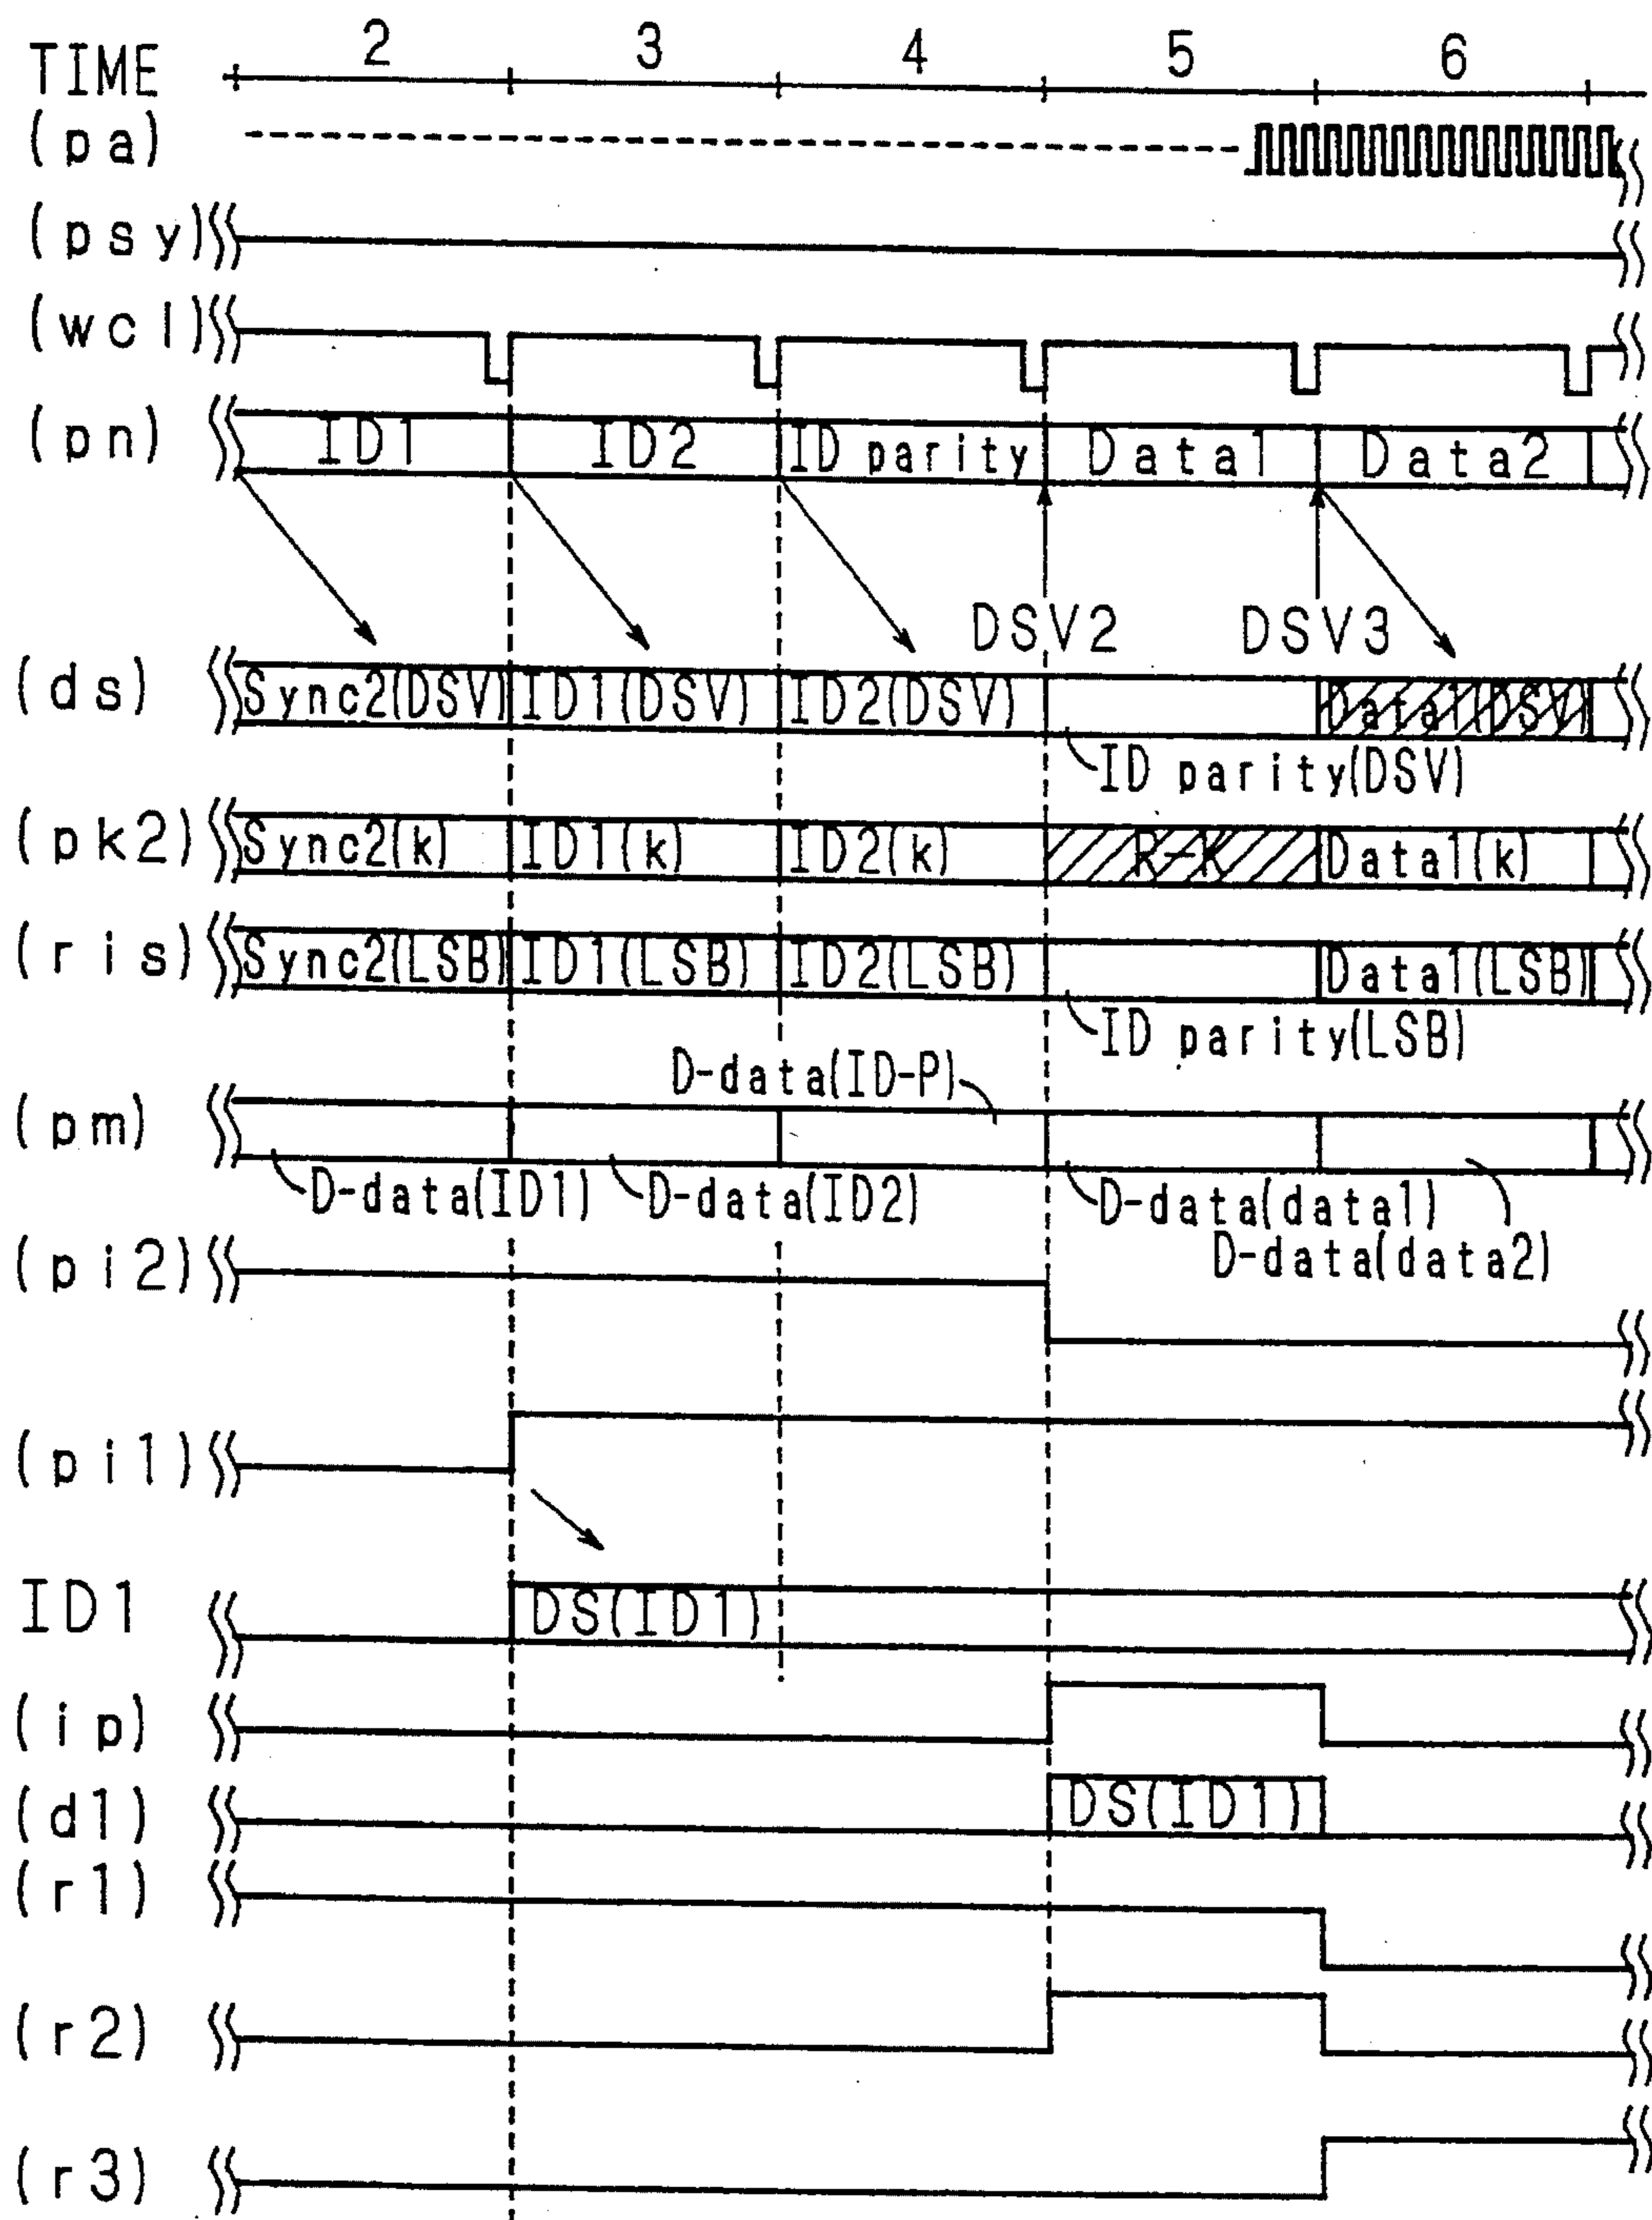 TIME 2 3 4 5 6
(pa)
(psy)
(wcl)
(pn) ID1 ID2 ID parity Data1 Data2
DSV2 DSV3
(ds) Sync2(DSV) ID1(DSV) ID2(DSV) Data1(DSV)
ID parity(DSV)
(pk2) Sync2(k) ID1(k) ID2(k) R-K Data1(k)
(ris) Sync2(LSB) ID1(LSB) ID2(LSB) Data1(LSB)
ID parity(LSB)
D-data(ID-P)
(pm)
D-data(ID1) D-data(ID2) D-data(data1)
D-data(data2)
(pi2)
(pi1)
ID1 DS(ID1)
(ip)
(d1) DS(ID1)
(r1)
(r2)
(r3)